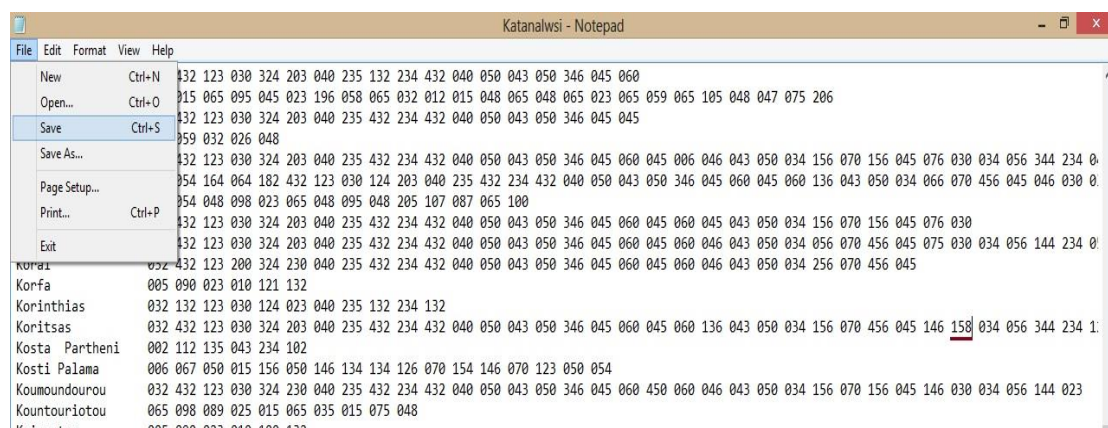 Katanalwsi - Notepad
File Edit Format View Help
New Ctrl+N 432 123 030 324 203 040 235 132 234 432 040 050 043 050 346 045 060
Open... Ctrl+O 015 065 095 045 023 196 058 065 032 012 015 048 065 048 065 023 065 059 065 105 048 047 075 206
432 123 030 324 203 040 235 132 234 432 040 050 043 050 346 045 045
Save Ctrl+S 059 032 026 048
Save As... 432 123 030 324 203 040 235 432 234 432 040 050 043 050 346 045 060 045 006 046 043 050 034 156 070 156 045 076 030 034 056 344 234
Page Setup... 054 164 064 182 432 123 030 124 203 040 235 432 234 432 040 050 043 050 346 045 060 045 060 136 043 050 034 066 070 456 045 046 030
Print... Ctrl+P 054 048 098 023 065 048 095 048 205 107 087 065 100
432 123 030 324 203 040 235 432 234 432 040 050 043 050 346 045 060 045 060 045 043 050 034 156 070 156 045 076 030
Exit 432 123 030 324 203 040 235 432 234 432 040 050 043 050 346 045 060 045 060 046 043 050 034 056 070 456 045 075 030 034 056 144 234
Korai 032 432 123 200 324 230 040 235 432 234 432 040 050 043 050 346 045 060 045 060 046 043 050 034 256 070 456 045
Korfa 005 090 023 010 121 132
Korinthias 032 132 123 030 124 023 040 235 132 234 132
Koritsas 032 432 123 030 324 203 040 235 432 234 432 040 050 043 050 346 045 060 045 060 136 043 050 034 156 070 456 045 146 158 034 056 344 234
Kosta Partheni 002 112 135 043 234 102
Kosti Palama 006 067 050 015 156 050 146 134 134 126 070 154 146 070 123 050 054
Koumoundourou 032 432 123 030 324 230 040 235 432 234 432 040 050 043 050 346 045 060 450 060 046 043 050 034 156 070 156 045 146 030 034 056 144 023
Kountouriotou 065 098 089 025 015 065 035 015 075 048